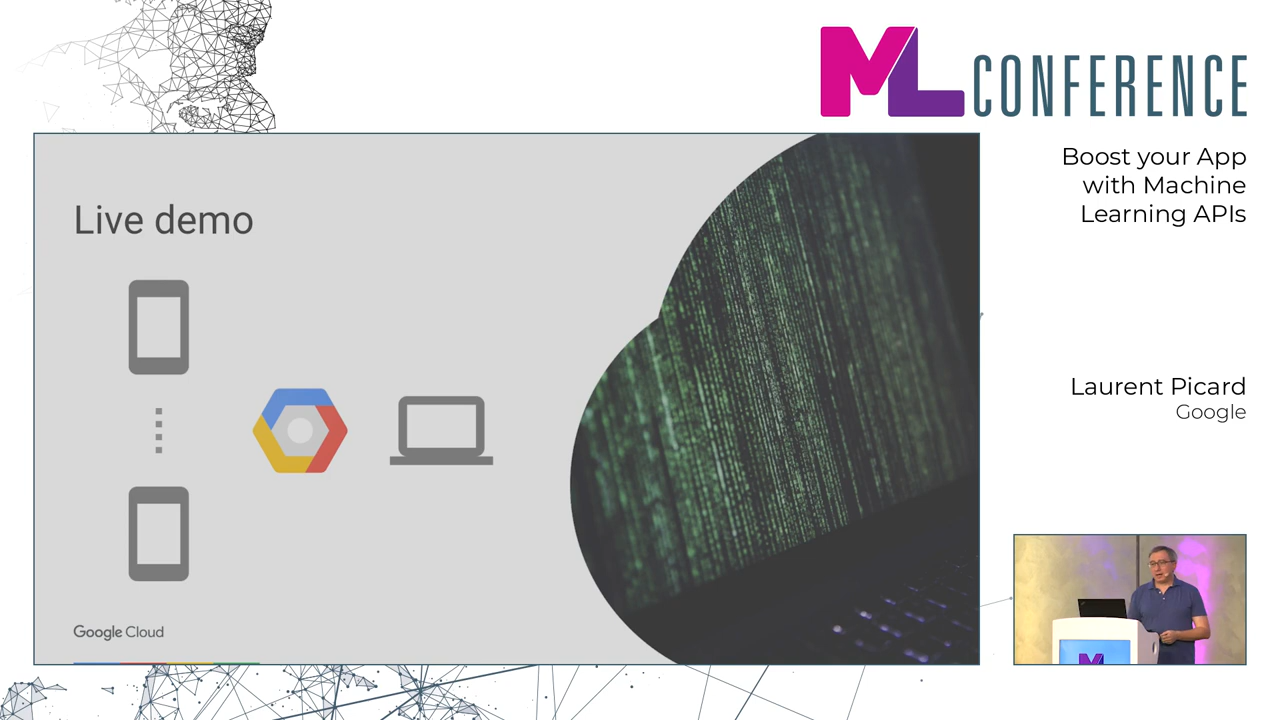 ML CONFERENCE
Boost your App
with Machine
Learning APIs
Live demo
Laurent Picard
Google
Google Cloud
M